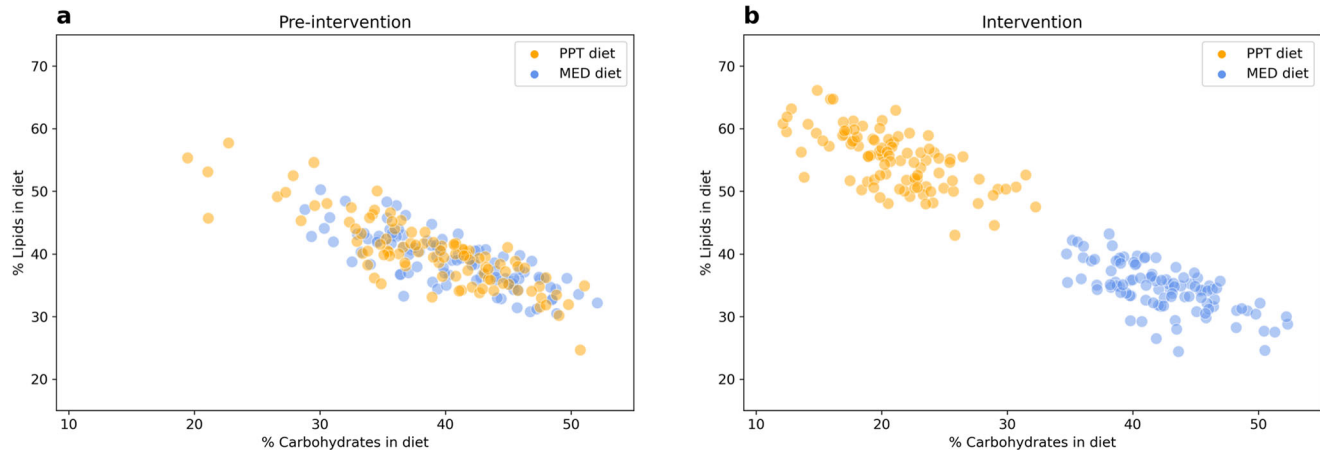 a
Pre-intervention
PPT diet
MED diet
70
60
50
40
30
20
% Lipids in diet
10 20 30 40 50
% Carbohydrates in diet
b
Intervention
PPT diet
MED diet
70
60
50
40
30
20
% Lipids in diet
10 20 30 40 50
% Carbohydrates in diet